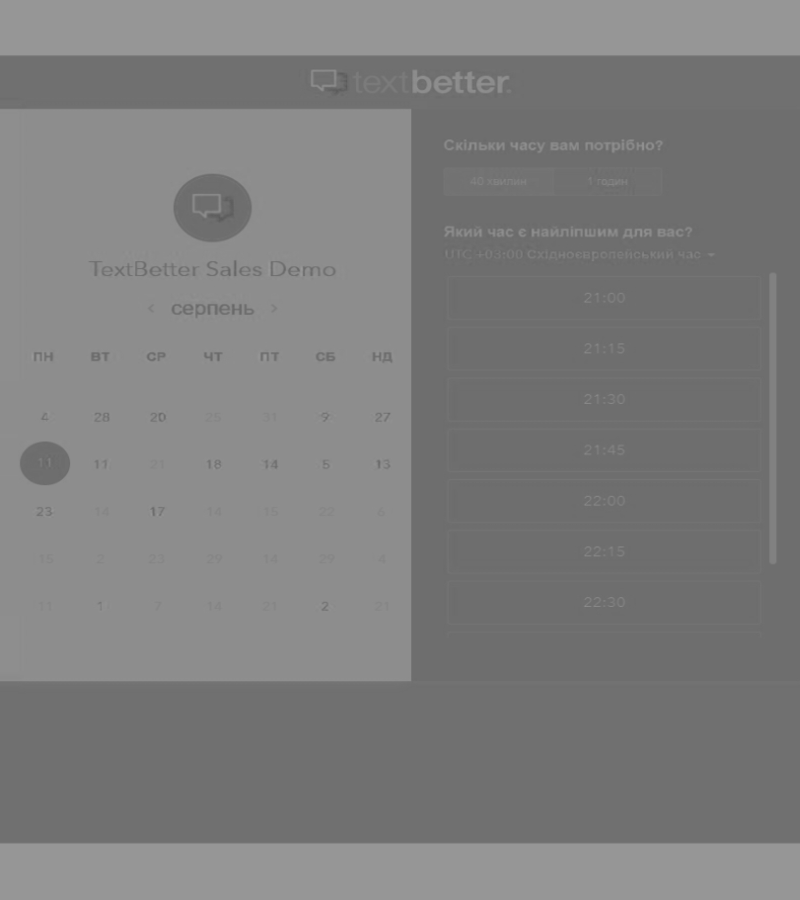 textbetter.
TextBetter Sales Demo
< серпень >
ПН ВТ СР ЧТ ПТ СБ НД
4 28 20 25 31 9 27
11 11 21 18 14 5 13
23 14 17 14 15 22 6
15 2 23 29 14 29 4
11 1 7 14 21 2 21
Скільки часу вам потрібно?
40 хвилин 1 годин
Який час є найліпшим для вас?
UTC +03:00 Східноєвропейський час
21:00
21:15
21:30
21:45
22:00
22:15
22:30